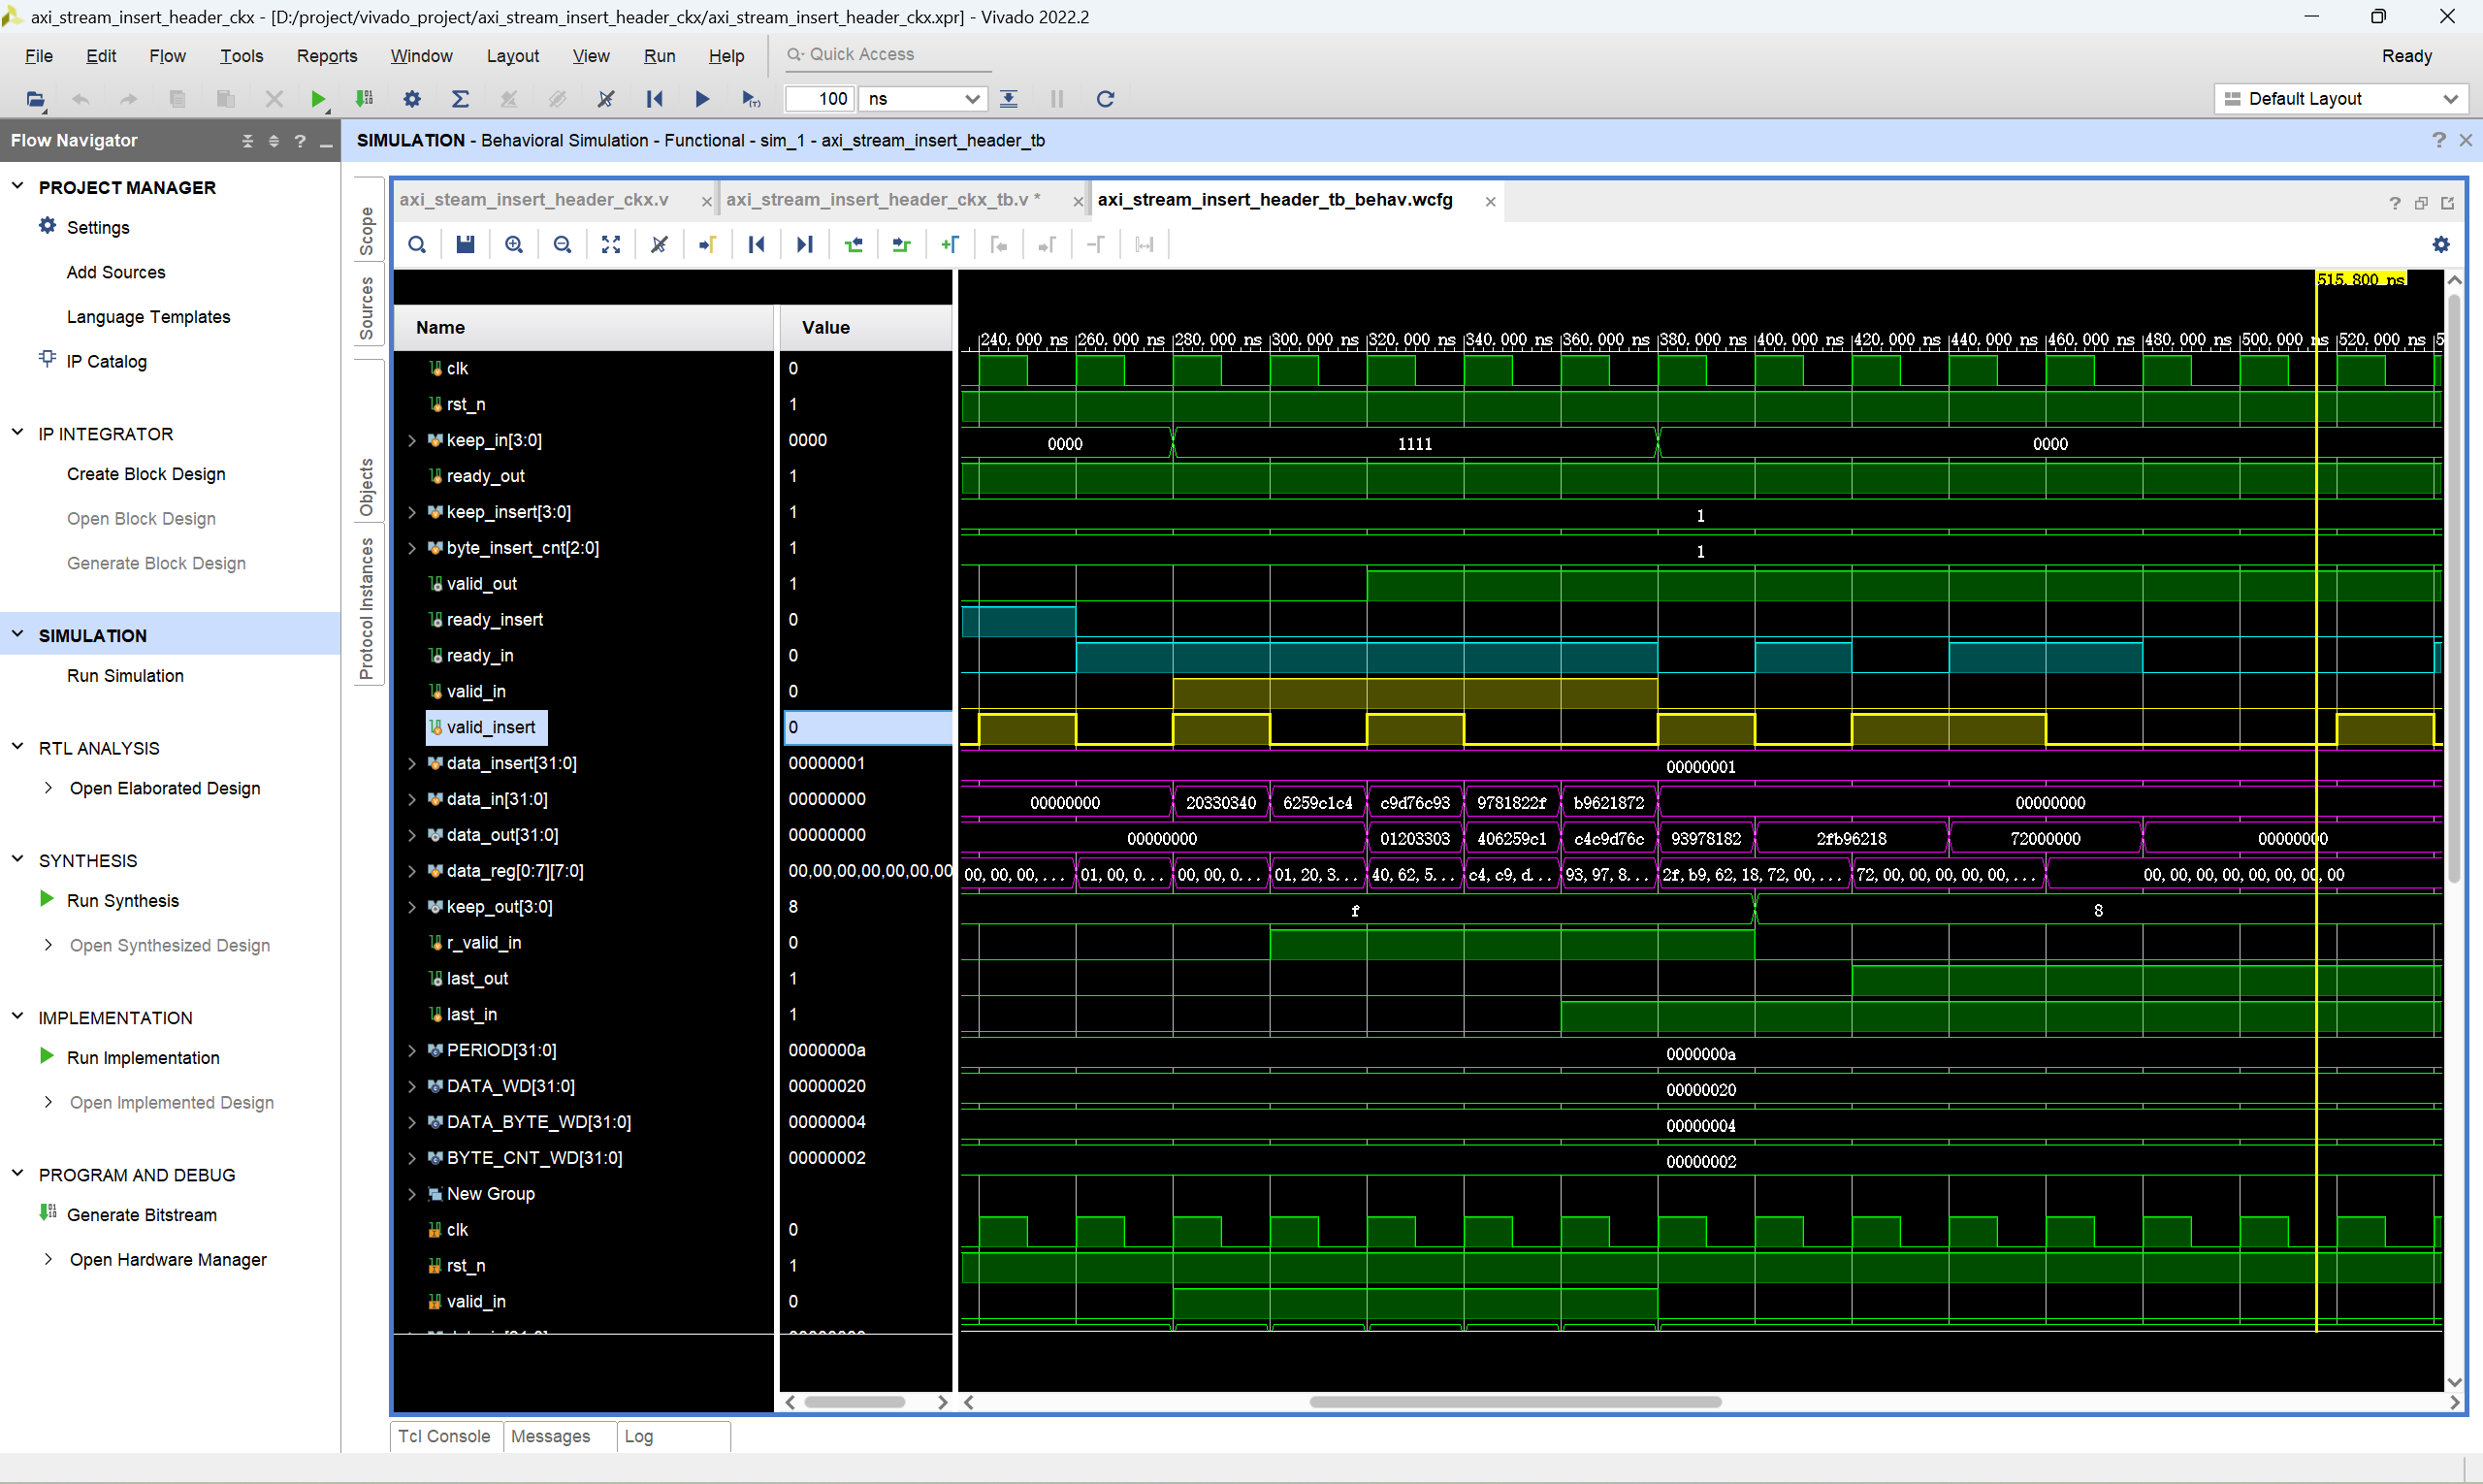 axi_stream_insert_header_ckx - [D:/project/vivado_project/axi_stream_insert_header_ckx/axi_stream_insert_header_ckx.xpr] - Vivado 2022.2
File Edit Flow Tools Reports Window Layout View Run Help Quick Access Ready
100 ns Default Layout
Flow Navigator
SIMULATION - Behavioral Simulation - Functional - sim_1 - axi_stream_insert_header_tb
PROJECT MANAGER
Settings
Add Sources
Language Templates
IP Catalog
IP INTEGRATOR
Create Block Design
Open Block Design
Generate Block Design
SIMULATION
Run Simulation
RTL ANALYSIS
Open Elaborated Design
SYNTHESIS
Run Synthesis
Open Synthesized Design
IMPLEMENTATION
Run Implementation
Open Implemented Design
PROGRAM AND DEBUG
Generate Bitstream
Open Hardware Manager
Scope
Sources
Objects
Protocol Instances
axi_steam_insert_header_ckx.v axi_stream_insert_header_ckx_tb.v * axi_stream_insert_header_tb_behav.wcfg
515.800 ns
Name Value
240.000 ns 260.000 ns 280.000 ns 300.000 ns 320.000 ns 340.000 ns 360.000 ns 380.000 ns 400.000 ns 420.000 ns 440.000 ns 460.000 ns 480.000 ns 500.000 ns 520.000 ns 5
clk 0
rst_n 1
keep_in[3:0] 0000 0000 1111 0000
ready_out 1
keep_insert[3:0] 1 1
byte_insert_cnt[2:0] 1 1
valid_out 1
ready_insert 0
ready_in 0
valid_in 0
valid_insert 0
data_insert[31:0] 00000001 00000001
data_in[31:0] 00000000 00000000 20330340 6259c1c4 c9d76c93 9781822f b9621872 00000000
data_out[31:0] 00000000 00000000 01203303 406259c1 c4c9d76c 93978182 2fb96218 72000000 00000000
data_reg[0:7][7:0] 00,00,00,00,00,00,00 00,00,00,... 01,00,0... 00,00,0... 01,20,3... 40,62,5... c4,c9,d... 93,97,8... 2f,b9,62,18,72,00,... 72,00,00,00,00,00,... 00,00,00,00,00,00,00,00
keep_out[3:0] 8 f 8
r_valid_in 0
last_out 1
last_in 1
PERIOD[31:0] 0000000a 0000000a
DATA_WD[31:0] 00000020 00000020
DATA_BYTE_WD[31:0] 00000004 00000004
BYTE_CNT_WD[31:0] 00000002 00000002
New Group
clk 0
rst_n 1
valid_in 0
Tcl Console Messages Log